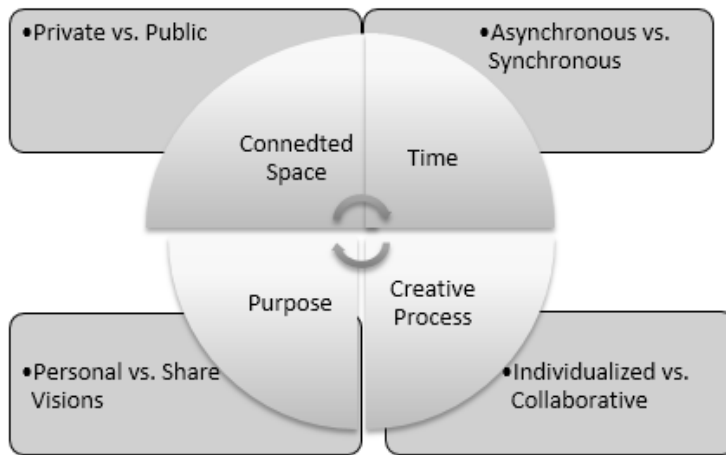 •Private vs. Public
•Asynchronous vs.
Synchronous
Connedted
Space
Time
Purpose
Creative
Process
•Personal vs. Share
Visions
•Individualized vs.
Collaborative